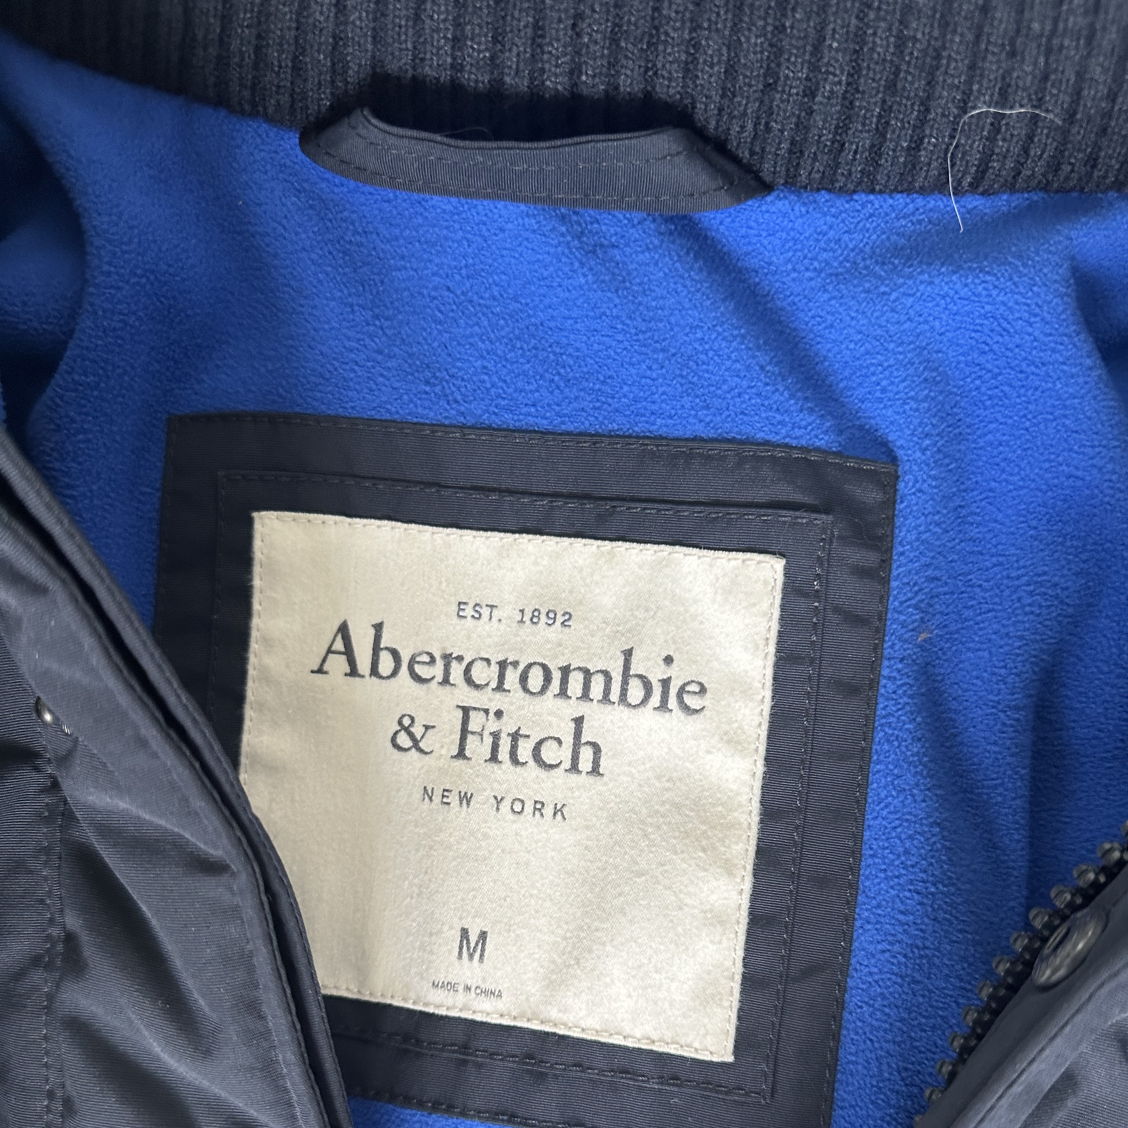 EST. 1892
Abercrombie
& Fitch
NEW YORK
M
MADE IN CHINA